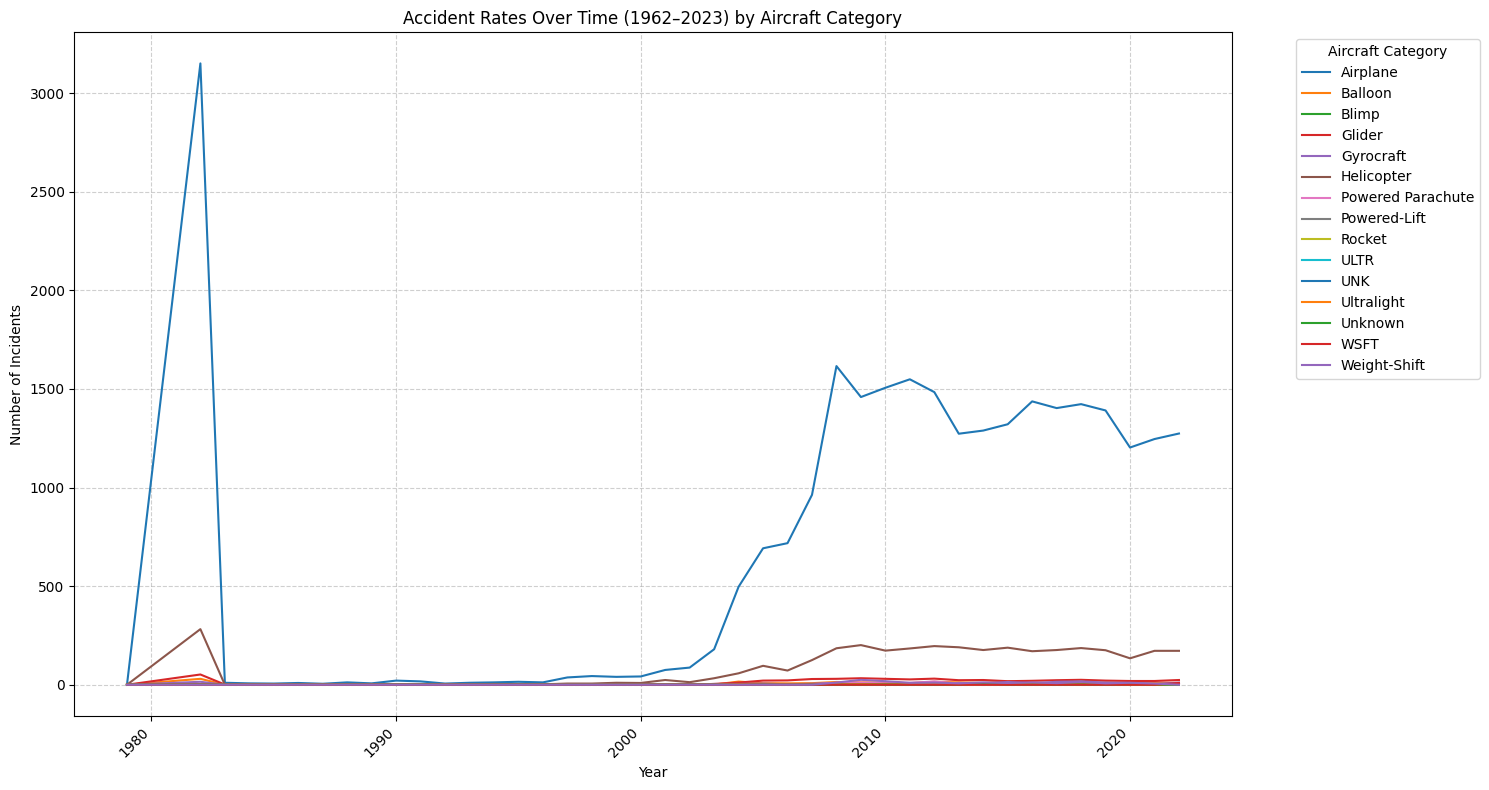 Accident Rates Over Time (1962–2023) by Aircraft Category
Number of Incidents
3000
2500
2000
1500
1000
500
0
1980
1990
2000
2010
2020
Year
Aircraft Category
Airplane
Balloon
Blimp
Glider
Gyrocraft
Helicopter
Powered Parachute
Powered-Lift
Rocket
ULTR
UNK
Ultralight
Unknown
WSFT
Weight-Shift